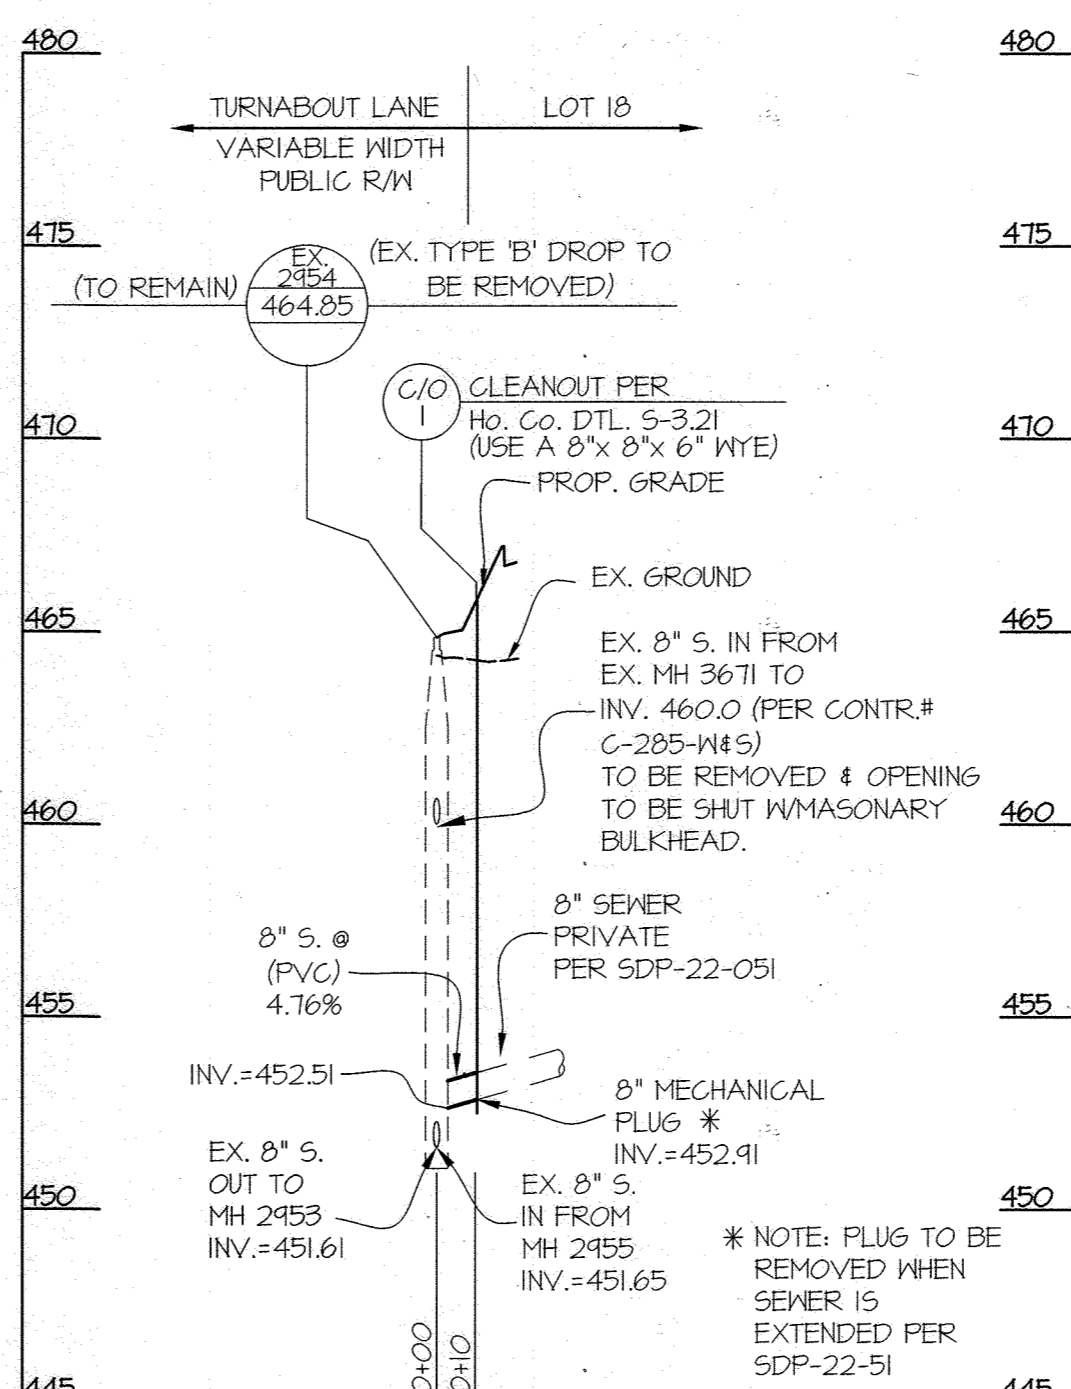 480
480
TURNABOUT LANE
LOT 18
VARIABLE WIDTH
PUBLIC R/W
475
475
EX.
2954
464.85
(TO REMAIN)
(EX. TYPE 'B' DROP TO
BE REMOVED)
C/O
1
CLEANOUT PER
Ho. Co. DTL. S-3.21
(USE A 8"x 8"x 6" WYE)
470
470
PROP. GRADE
EX. GROUND
465
465
EX. 8" S. IN FROM
EX. MH 3671 TO
INV. 460.0 (PER CONTR.#
C-285-W&S)
TO BE REMOVED & OPENING
TO BE SHUT W/MASONARY
BULKHEAD.
460
460
8" SEWER
PRIVATE
PER SDP-22-051
8" S. @
(PVC)
4.76%
455
455
INV.=452.51
8" MECHANICAL
PLUG *
INV.=452.91
EX. 8" S.
OUT TO
MH 2953
INV.=451.61
EX. 8" S.
IN FROM
MH 2955
INV.=451.65
450
450
* NOTE: PLUG TO BE
REMOVED WHEN
SEWER IS
EXTENDED PER
SDP-22-51
0+00
0+10
445
445